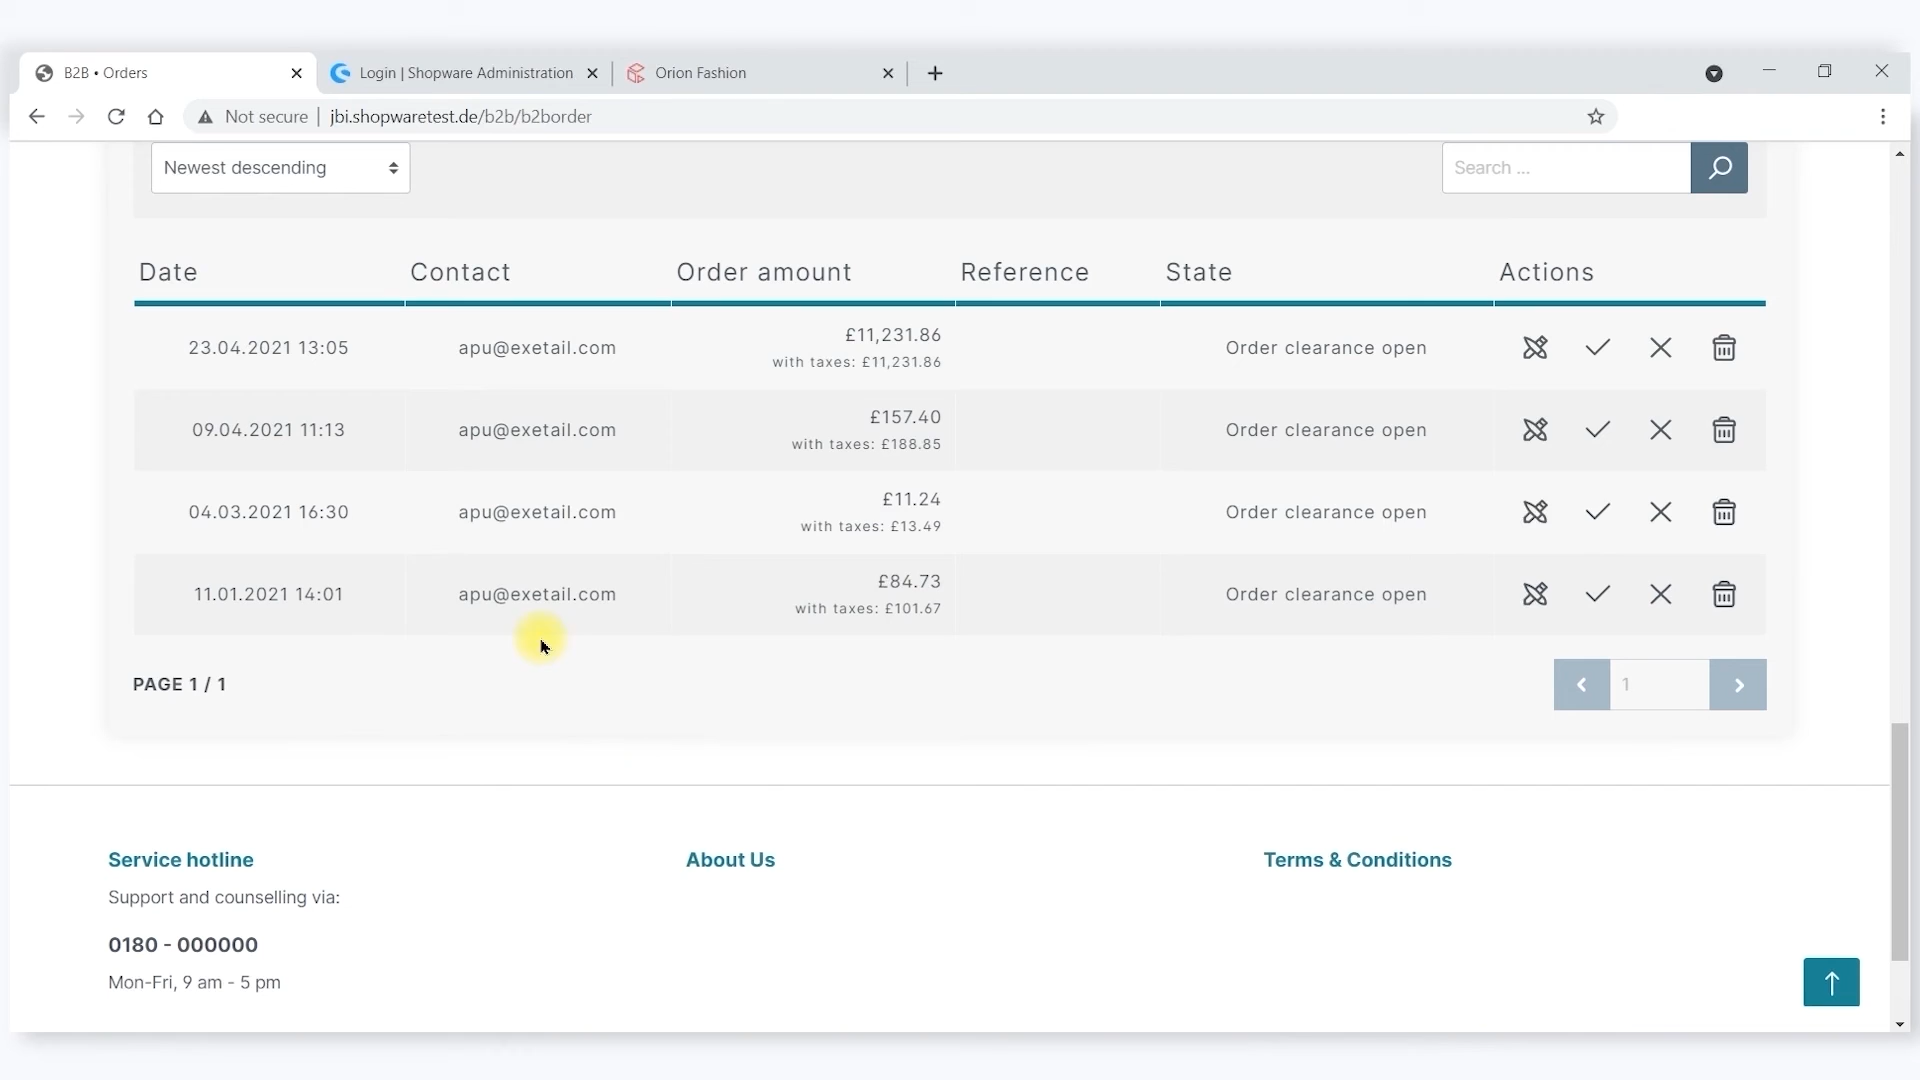 B2B • Orders
Login | Shopware Administration
Orion Fashion
Not secure | jbi.shopwaretest.de/b2b/b2border
Newest descending
Search ...
Date Contact Order amount Reference State Actions
23.04.2021 13:05 apu@exetail.com £11,231.86 Order clearance open
with taxes: £11,231.86
09.04.2021 11:13 apu@exetail.com £157.40 Order clearance open
with taxes: £188.85
04.03.2021 16:30 apu@exetail.com £11.24 Order clearance open
with taxes: £13.49
11.01.2021 14:01 apu@exetail.com £84.73 Order clearance open
with taxes: £101.67
PAGE 1 / 1
1
Service hotline
Support and counselling via:
0180 - 000000
Mon-Fri, 9 am - 5 pm
About Us
Terms & Conditions